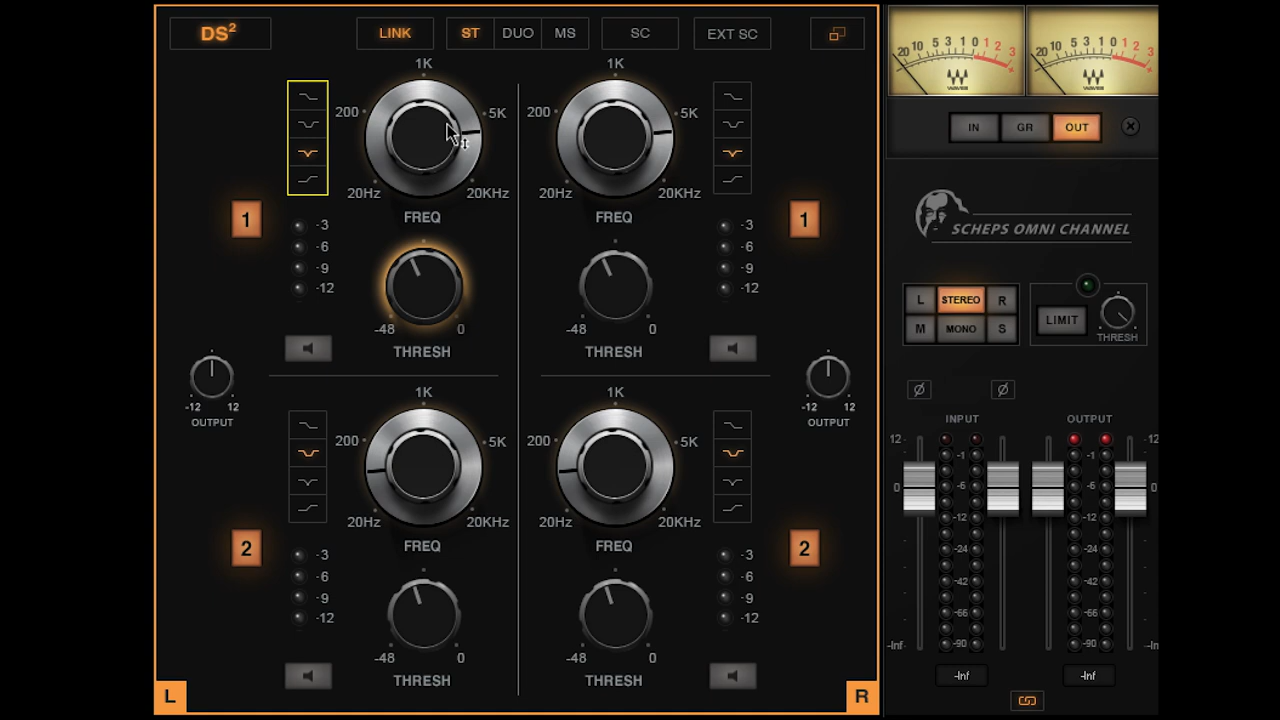 DS²
LINK
ST DUO MS
SC
EXT SC
1K 1K
200 5K 200 5K
20Hz 20KHz 20Hz 20KHz
FREQ FREQ
1 1
-3 -3
-6 -6
-9 -9
-12 -12
-48 0 -48 0
THRESH THRESH
-12 12 -12 12
OUTPUT OUTPUT
1K 1K
200 5K 200 5K
20Hz 20KHz 20Hz 20KHz
FREQ FREQ
2 2
-3 -3
-6 -6
-9 -9
-12 -12
-48 0 -48 0
THRESH THRESH
L R
20 10 5 3 1 0 1 2 3 20 10 5 3 1 0 1 2 3
WAVES WAVES
IN GR OUT
SCHEPS OMNI CHANNEL
L STEREO R
M MONO S
LIMIT
THRESH
Ø Ø
INPUT OUTPUT
12 12
-1 -1
-6 -6
0 0
-12 -12
-24 -24
-42 -42
-66 -66
-90 -90
-Inf -In
-Inf -Inf